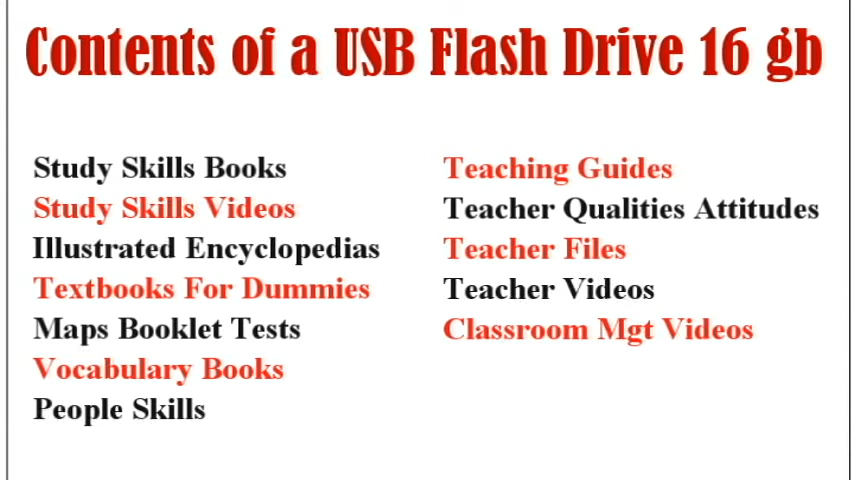 Contents of a USB Flash Drive 16 gb
Study Skills Books
Study Skills Videos
Illustrated Encyclopedias
Textbooks For Dummies
Maps Booklet Tests
Vocabulary Books
People Skills
Teaching Guides
Teacher Qualities Attitudes
Teacher Files
Teacher Videos
Classroom Mgt Videos